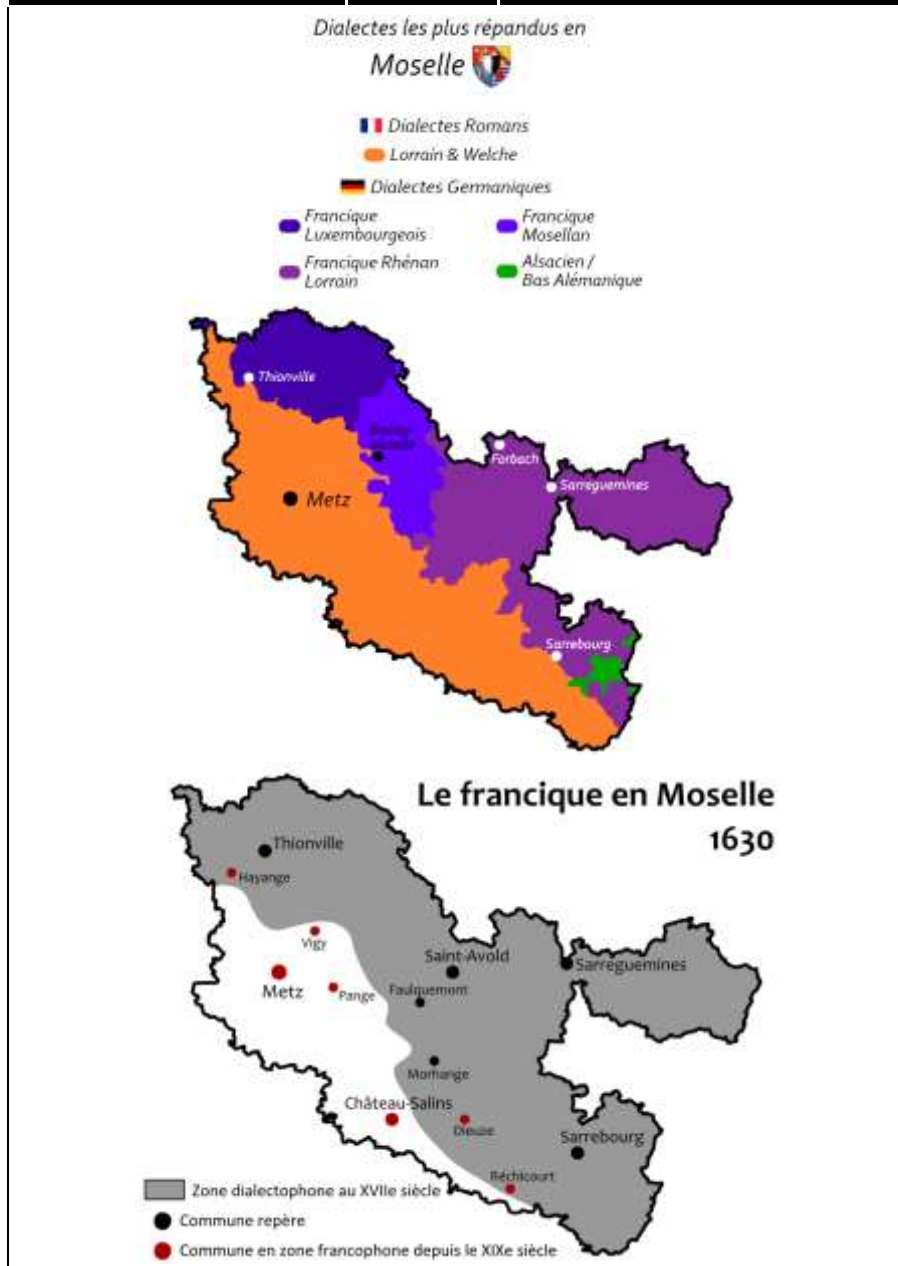 Dialectes les plus répandus en
Moselle
Dialectes Romans
Lorrain & Welche
Dialectes Germaniques
Francique
Luxembourgeois
Francique
Mosellan
Francique Rhénan
Lorrain
Alsacien /
Bas Alémanique
Thionville
Forbach
Sarreguemines
Metz
Sarrebourg
Le francique en Moselle
1630
Thionville
Hayange
Vigy
Saint-Avold
Sarreguemines
Metz
Pange
Faulquemont
Morhange
Château-Salins
Dieuze
Sarrebourg
Réchicourt
Zone dialectophone au XVIIe siècle
Commune repère
Commune en zone francophone depuis le XIXe siècle